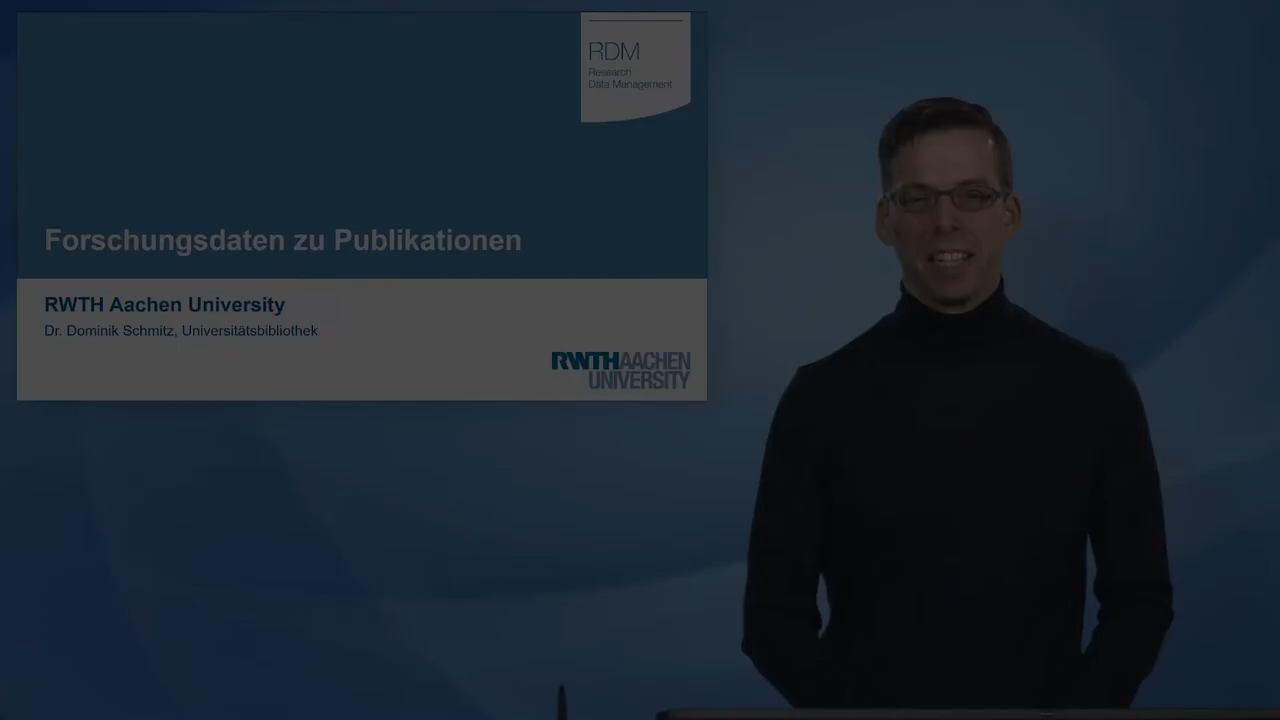 RDM
Research
Data Management
Forschungsdaten zu Publikationen
RWTH Aachen University
Dr. Dominik Schmitz, Universitätsbibliothek
RWTHAACHEN
UNIVERSITY